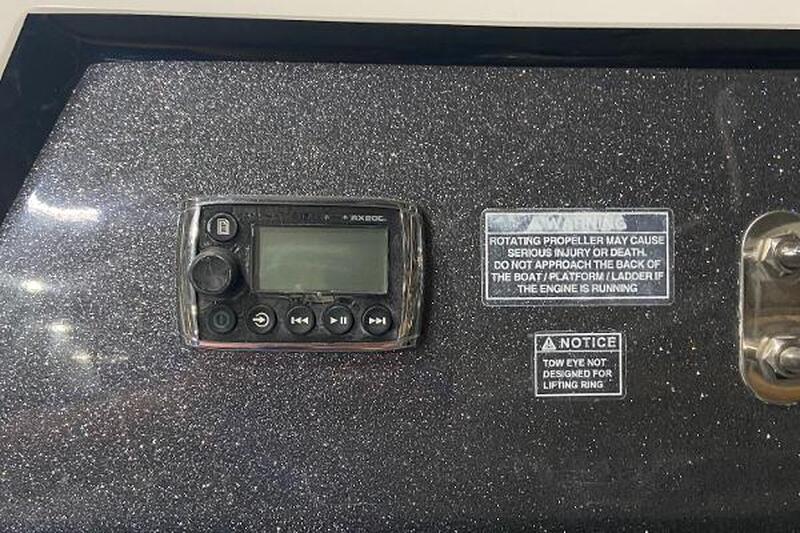 RX20C
WARNING
ROTATING PROPELLER MAY CAUSE
SERIOUS INJURY OR DEATH.
DO NOT APPROACH THE BACK OF
THE BOAT / PLATFORM / LADDER IF
THE ENGINE IS RUNNING
NOTICE
TOW EYE NOT
DESIGNED FOR
LIFTING RING